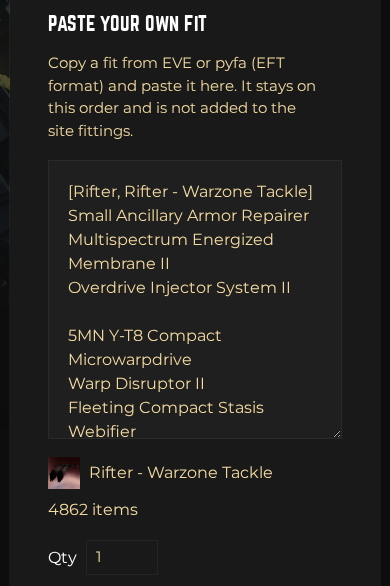 PASTE YOUR OWN FIT
Copy a fit from EVE or pyfa (EFT
format) and paste it here. It stays on
this order and is not added to the
site fittings.
[Rifter, Rifter - Warzone Tackle]
Small Ancillary Armor Repairer
Multispectrum Energized
Membrane II
Overdrive Injector System II
5MN Y-T8 Compact
Microwarpdrive
Warp Disruptor II
Fleeting Compact Stasis
Webifier
Rifter - Warzone Tackle
4862 items
Qty 1